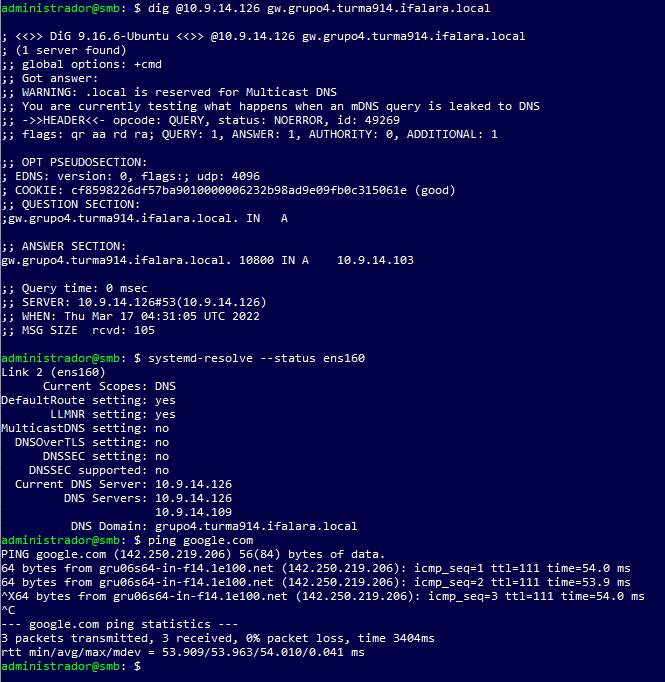 administrador@smb:~$ dig @10.9.14.126 gw.grupo4.turma914.ifalara.local

; <<>> DiG 9.16.6-Ubuntu <<>> @10.9.14.126 gw.grupo4.turma914.ifalara.local
; (1 server found)
;; global options: +cmd
;; Got answer:
;; WARNING: .local is reserved for Multicast DNS
;; You are currently testing what happens when an mDNS query is leaked to DNS
;; ->>HEADER<<- opcode: QUERY, status: NOERROR, id: 49269
;; flags: qr aa rd ra; QUERY: 1, ANSWER: 1, AUTHORITY: 0, ADDITIONAL: 1

;; OPT PSEUDOSECTION:
; EDNS: version: 0, flags:; udp: 4096
; COOKIE: cf8598226df57ba9010000006232b98ad9e09fb0c315061e (good)
;; QUESTION SECTION:
;gw.grupo4.turma914.ifalara.local. IN A

;; ANSWER SECTION:
gw.grupo4.turma914.ifalara.local. 10800 IN A 10.9.14.103

;; Query time: 0 msec
;; SERVER: 10.9.14.126#53(10.9.14.126)
;; WHEN: Thu Mar 17 04:31:05 UTC 2022
;; MSG SIZE rcvd: 105

administrador@smb:~$ systemd-resolve --status ens160
Link 2 (ens160)
Current Scopes: DNS
DefaultRoute setting: yes
LLMNR setting: yes
MulticastDNS setting: no
DNSOverTLS setting: no
DNSSEC setting: no
DNSSEC supported: no
Current DNS Server: 10.9.14.126
DNS Servers: 10.9.14.126
10.9.14.109
DNS Domain: grupo4.turma914.ifalara.local
administrador@smb:~$ ping google.com
PING google.com (142.250.219.206) 56(84) bytes of data.
64 bytes from gru06s64-in-f14.1e100.net (142.250.219.206): icmp_seq=1 ttl=111 time=54.0 ms
64 bytes from gru06s64-in-f14.1e100.net (142.250.219.206): icmp_seq=2 ttl=111 time=53.9 ms
^X64 bytes from gru06s64-in-f14.1e100.net (142.250.219.206): icmp_seq=3 ttl=111 time=54.0 ms
^C
--- google.com ping statistics ---
3 packets transmitted, 3 received, 0% packet loss, time 3404ms
rtt min/avg/max/mdev = 53.909/53.963/54.010/0.041 ms
administrador@smb:~$